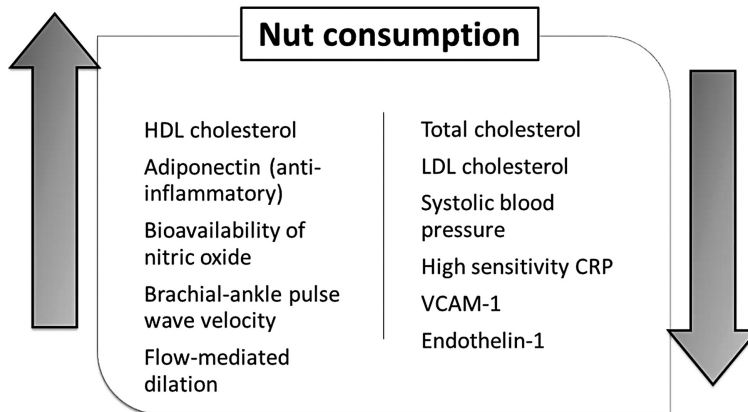 Nut consumption
HDL cholesterol
Adiponectin (anti-
inflammatory)
Bioavailability of
nitric oxide
Brachial-ankle pulse
wave velocity
Flow-mediated
dilation
Total cholesterol
LDL cholesterol
Systolic blood
pressure
High sensitivity CRP
VCAM-1
Endothelin-1